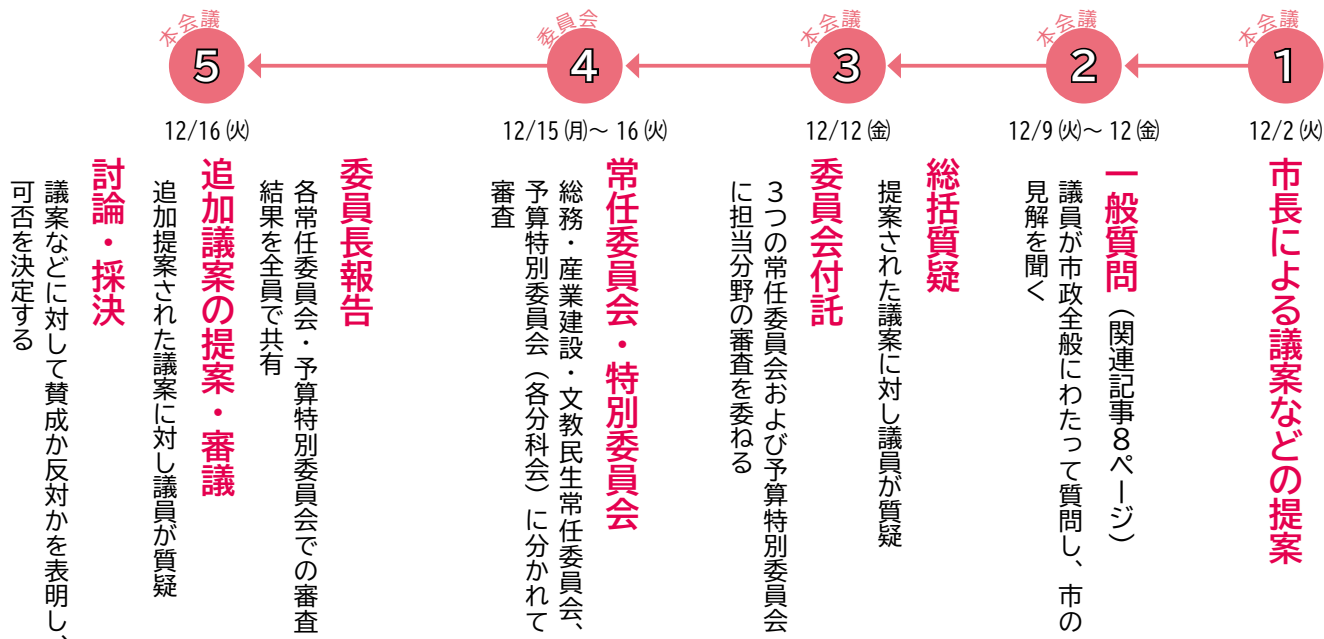 本会議
1
12/2㈫
市長による議案などの提案
本会議
2
12/9㈫～12㈮
一般質問（関連記事８ページ）
議員が市政全般にわたって質問し、市の
見解を聞く
本会議
3
12/12㈮
総括質疑
提案された議案に対し議員が質疑
委員会付託
３つの常任委員会および予算特別委員会
に担当分野の審査を委ねる
委員会
4
12/15㈪～16㈫
常任委員会・特別委員会
総務・産業建設・文教民生常任委員会、
予算特別委員会（各分科会）に分かれて
審査
本会議
5
12/16㈫
委員長報告
各常任委員会・予算特別委員会での審査
結果を全員で共有
追加議案の提案・審議
追加提案された議案に対し議員が質疑
討論・採決
議案などに対して賛成か反対かを表明し、
可否を決定する